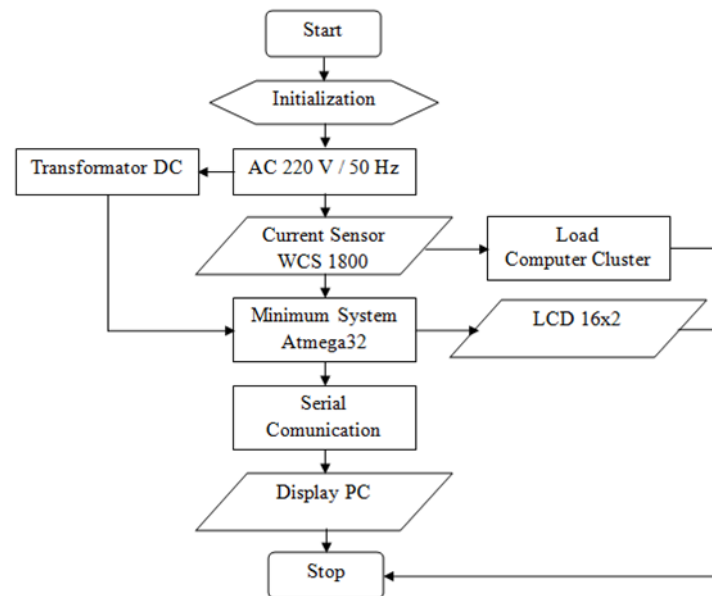 Start
Initialization
Transformator DC
AC 220 V / 50 Hz
Current Sensor
WCS 1800
Load
Computer Cluster
Minimum System
Atmega32
LCD 16x2
Serial
Comunication
Display PC
Stop